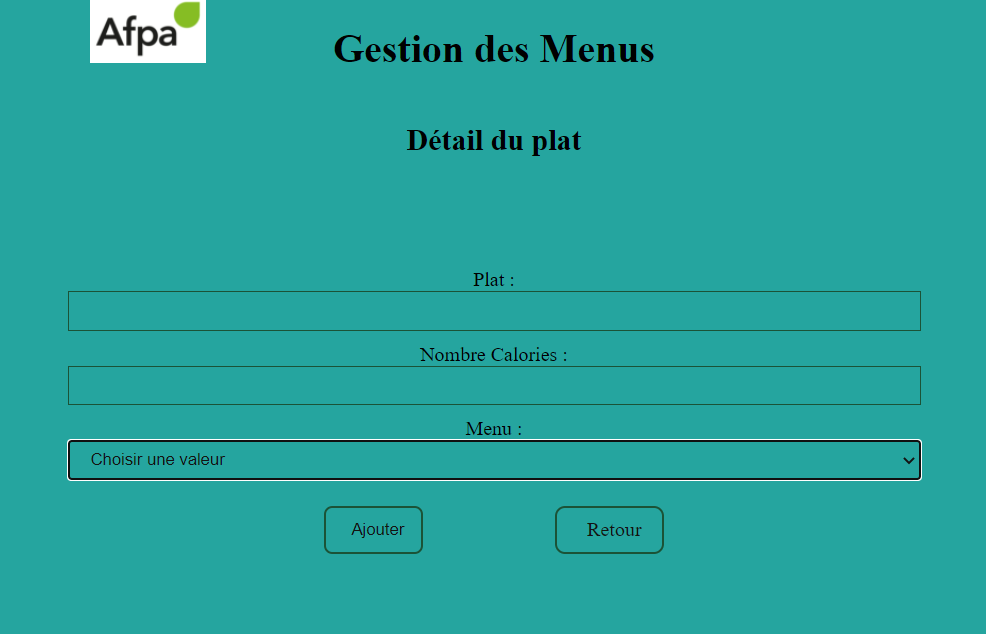 Afpa
Gestion des Menus
Détail du plat
Plat :
Nombre Calories :
Menu :
Choisir une valeur
Ajouter
Retour